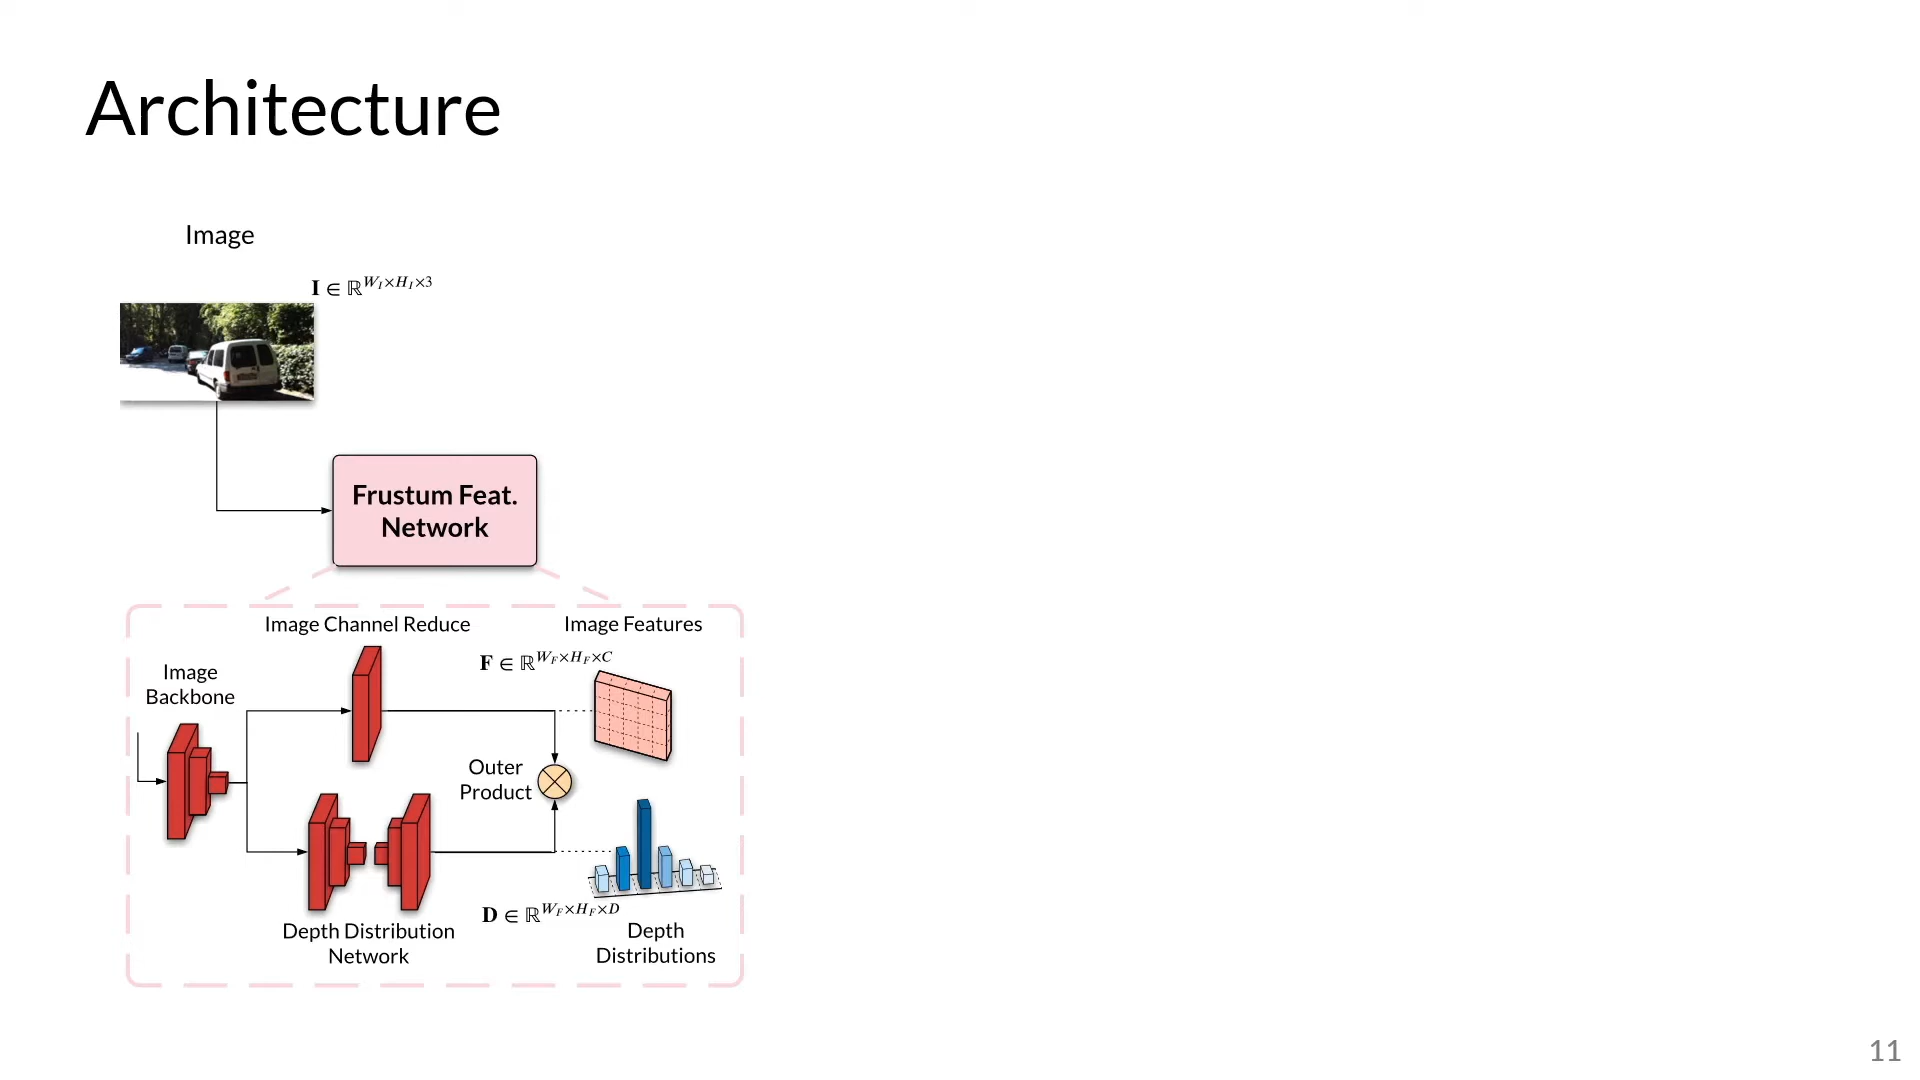 Architecture
Image
I ∈ ℝ^{W_I×H_I×3}
Frustum Feat.
Network
Image Channel Reduce
Image Features
F ∈ ℝ^{W_F×H_F×C}
Image
Backbone
Outer
Product
D ∈ ℝ^{W_F×H_F×D}
Depth Distribution
Network
Depth
Distributions
11